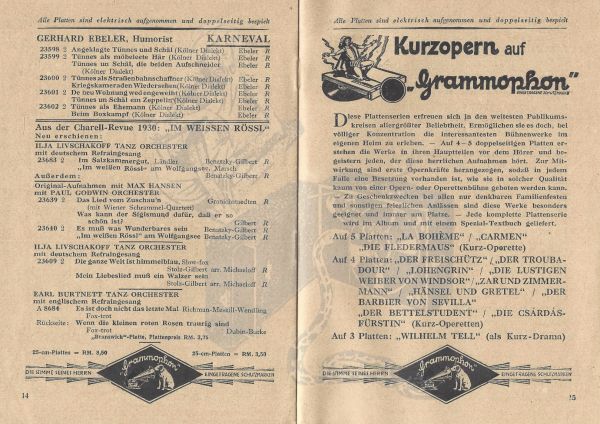 Alle Platten sind elektrisch aufgenommen und doppelseitig bespielt
GERHARD EBELER, Humorist KARNEVAL
23598 2 Angeklagte Tünnes und Schäl (Kölner Dialekt) Ebeler R
23599 2 Tünnes als möbelierte Här (Kölner Dialekt) Ebeler R
Tünnes un Schäl, die beiden Aufschneider
(Kölner Dialekt) Ebeler R
23600 2 Tünnes als Straßenbahnschaffner (Kölner Dialekt) Ebeler R
Kriegskameraden Wiedersehen (Kölner Dialekt) Ebeler R
23601 2 De neu Wohnung weed engeweiht (Kölner Dialekt) Ebeler R
Tünnes un Schäl em Zeppelin (Kölner Dialekt) Ebeler R
23602 2 Tünnes als Ehemann (Kölner Dialekt) Ebeler R
Beim Boxkampf (Kölner Dialekt) Ebeler R
Aus der Charell-Revue 1930: „IM WEISSEN RÖSSL"
Neu erschienen:
ILJA LIVSCHAKOFF TANZ ORCHESTER
mit deutschem Refraingesang
23683 2 Im Salzkammergut, Ländler Benatzky-Gilbert R
„Im weißen Rössl" am Wolfgangsee, Marsch
Außerdem: Benatzky-Gilbert R
Original-Aufnahmen mit MAX HANSEN
mit PAUL GODWIN-ORCHESTER
23639 2 Das Lied vom Zuschau'n R
(mit Wiener Schrammel-Quartett)
Was kann der Sigismund dafür, daß er so
schön ist? Gilbert R
23640 2 Es muß was Wunderbares sein Benatzky-Gilbert R
„Im weißen Rössl" am Wolfgangsee Benatzky-Gilbert R
ILJA LIVSCHAKOFF TANZ ORCHESTER
mit deutschem Refraingesang
23609 2 Die ganze Welt ist himmelblau, Slow-fox
Stolz-Gilbert arr. Michaeloff R
Mein Liebeslied muß ein Walzer sein
Stolz-Gilbert arr. Michaeloff R
EARL BURTNETT TANZ ORCHESTER
mit englischem Refraingesang
A 8684 Es ist doch nicht das letzte Mal Richman-Meskill-Wendling
Fox-trot
Rückseite: Wenn die kleinen roten Rosen traurig sind
Fox-trot Dubin-Burke
„Brunswick"-Platte, Plattenpreis RM. 3,75
25-cm-Platten = RM. 3,50 25-cm-Platten = RM. 3,50
„Grammophon"
DIE STIMME SEINES HERRN EINGETRAGENE SCHUTZMARKEN
14
Alle Platten sind elektrisch aufgenommen und doppelseitig bespielt
Kurzopern auf
„Grammophon"
EINGETRAGENE SCHUTZMARKE
Diese Plattenserien erfreuen sich in den weitesten Publikums-
kreisen allergrößter Beliebtheit. Ermöglichen sie es doch, bei
völliger Konzentration die interessantesten Bühnenwerke im
eigenen Heim zu erleben. — Auf 4—5 doppelseitigen Platten er-
stehen die Werke in ihren Hauptteilen vor dem Hörer und be-
geistern jeden, der diese herrlichen Aufnahmen hört. Zur Mit-
wirkung sind erste Opernkräfte herangezogen, sodaß in jedem
Falle eine Besetzung vorhanden ist, wie sie in solcher Qualität
kaum von einer Opern- oder Operettenbühne geboten werden kann.
Zu Geschenkzwecken bei allen nur denkbaren Familienfesten
und sonstigen feierlichen Anlässen sind diese Werke besonders
geeignet und immer am Platze. — Jede komplette Plattenserie
wird im Album und mit einem Spezial-Textbuch geliefert.
Auf 5 Platten: „LA BOHÈME" / „CARMEN"
„DIE FLEDERMAUS" (Kurz-Operette)
Auf 4 Platten: „DER FREISCHÜTZ" / „DER TROUBA-
DOUR" / „LOHENGRIN" / „DIE LUSTIGEN
WEIBER VON WINDSOR" / „ZAR UND ZIMMER-
MANN" / „HÄNSEL UND GRETEL" / „DER
BARBIER VON SEVILLA"
„DER BETTELSTUDENT" / „DIE CSÁRDÁS-
FÜRSTIN" (Kurz-Operetten)
Auf 3 Platten: „WILHELM TELL" (als Kurz-Drama)
„Grammophon"
DIE STIMME SEINES HERRN EINGETRAGENE SCHUTZMARKEN
15